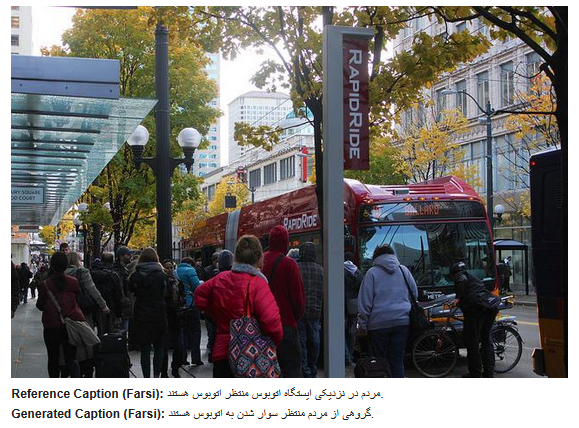 RAPIDRIDE
RAPIDRIDE
Reference Caption (Farsi): مردم در نزدیکی ایستگاه اتوبوس منتظر اتوبوس هستند.
Generated Caption (Farsi): گروهی از مردم منتظر سوار شدن به اتوبوس هستند.